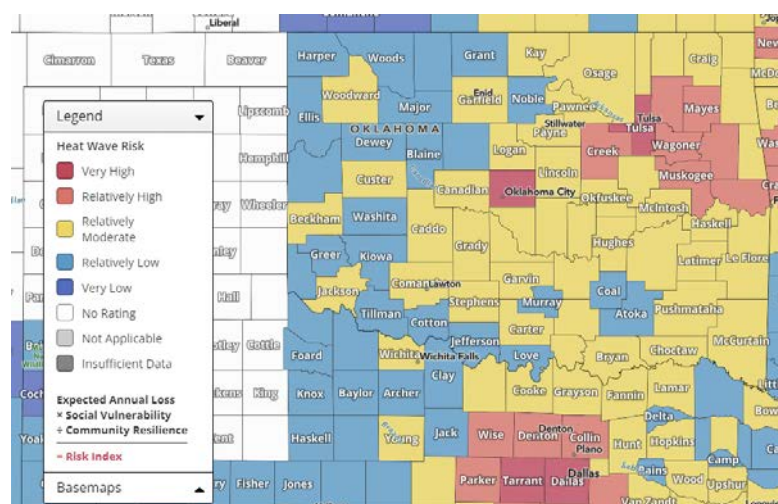 Liberal
Cimarron
Texas
Beaver
Harper
Woods
Grant
Kay
Osage
Craig
Ellis
Woodward
Major
Enid
Garfield
Noble
Pawnee
Stillwater
Payne
Tulsa
Tulsa
Mayes
Wagoner
Creek
Muskogee
OKLAHOMA
Dewey
Blaine
Logan
Lincoln
Custer
Canadian
Oklahoma City
Okfuskee
McIntosh
Haskell
Beckham
Washita
Caddo
Grady
Hughes
Latimer
Le Flore
Greer
Kiowa
Jackson
Lawton
Garvin
Stephens
Murray
Coal
Atoka
Pushmataha
Tillman
Cotton
Jefferson
Carter
Love
Bryan
Choctaw
McCurtain
Lipscomb
Hemphill
Wheeler
Hall
Cottle
King
Foard
Wichita
Wichita Falls
Clay
Knox
Baylor
Archer
Cooke
Grayson
Fannin
Lamar
Haskell
Young
Jack
Wise
Denton
Denton
Collin
Plano
Hunt
Hopkins
Delta
Fisher
Jones
Parker
Tarrant
Dallas
Dallas
Rains
Wood
Camp
Upshur
Van Zandt
Legend
Heat Wave Risk
Very High
Relatively High
Relatively
Moderate
Relatively Low
Very Low
No Rating
Not Applicable
Insufficient Data
Expected Annual Loss
× Social Vulnerability
÷ Community Resilience
= Risk Index
Basemaps